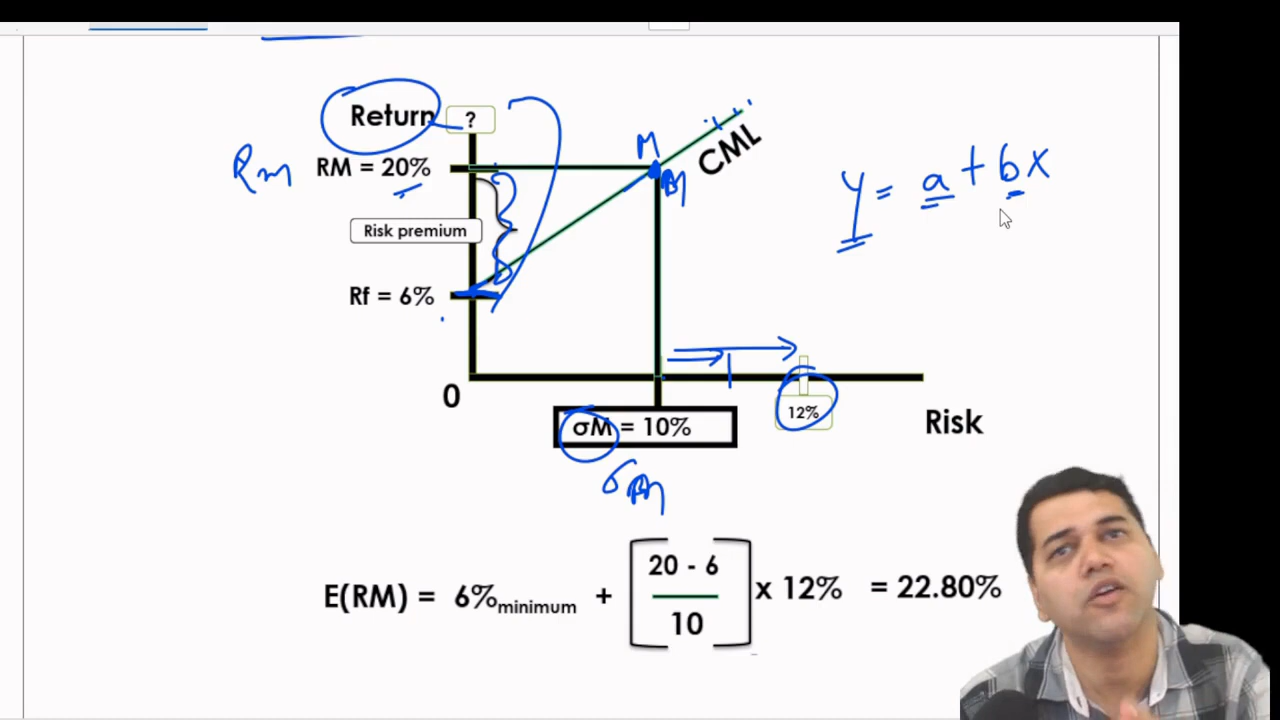 Return ?
Rm RM = 20%
Risk premium
Rf = 6%
M
M
CML
y = a + bx
0
12%
Risk
σM = 10%
σM
E(RM) = 6%minimum + [20 - 6 / 10] x 12% = 22.80%